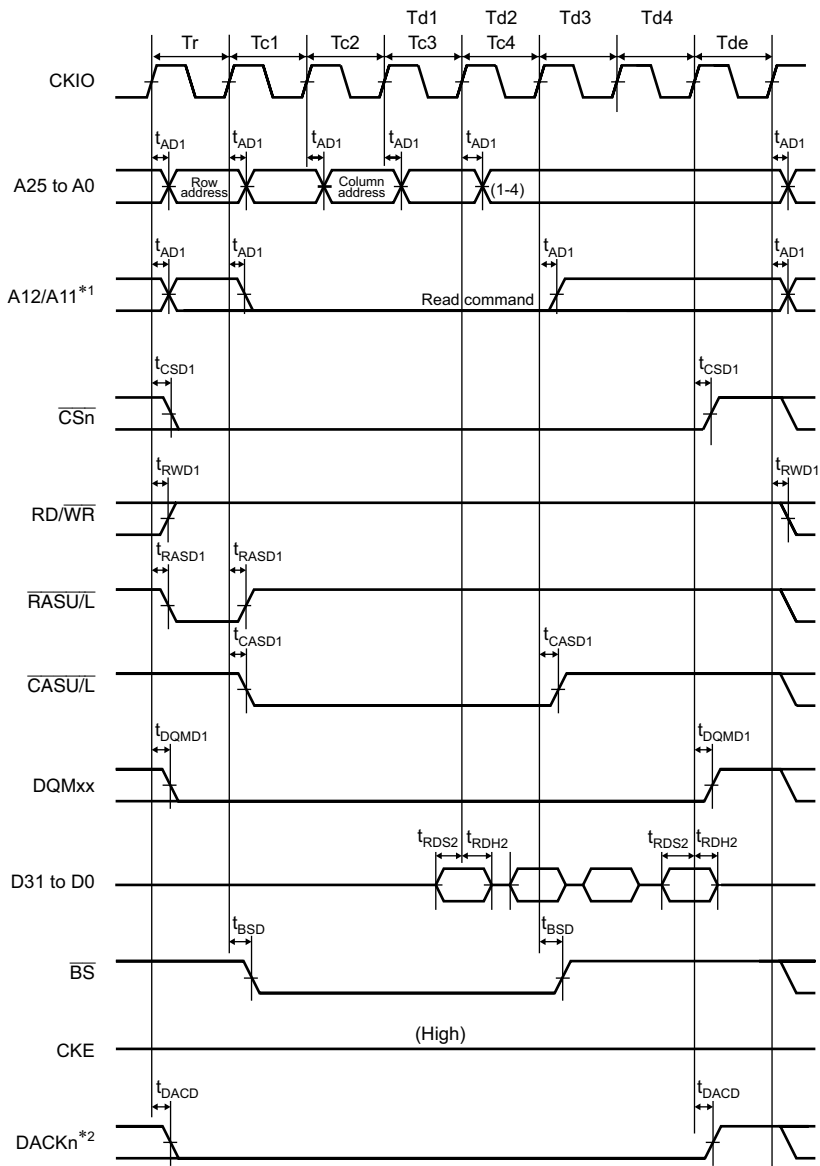 Td1 Td2 Td3 Td4
Tr Tc1 Tc2 Tc3 Tc4 Tde
CKIO
tAD1 tAD1 tAD1 tAD1 tAD1 tAD1
A25 to A0
Row address
Column address
(1-4)
tAD1 tAD1 tAD1 tAD1
A12/A11*1
Read command
tCSD1 tCSD1
CSn
tRWD1 tRWD1
RD/WR
tRASD1 tRASD1
RASU/L
tCASD1 tCASD1
CASU/L
tDQMD1 tDQMD1
DQMxx
tRDS2 tRDH2 tRDS2 tRDH2
D31 to D0
tBSD tBSD
BS
(High)
CKE
tDACD tDACD
DACKn*2